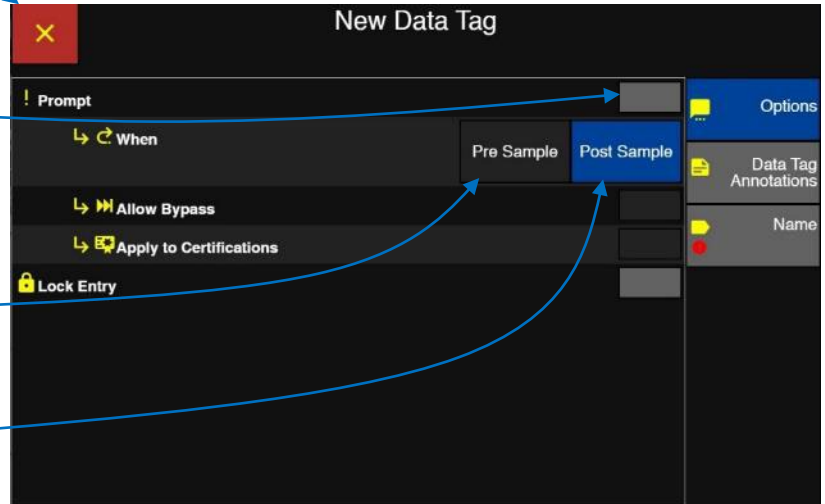 New Data Tag
! Prompt
When
Pre Sample
Post Sample
Allow Bypass
Apply to Certifications
Lock Entry
Options
Data Tag
Annotations
Name